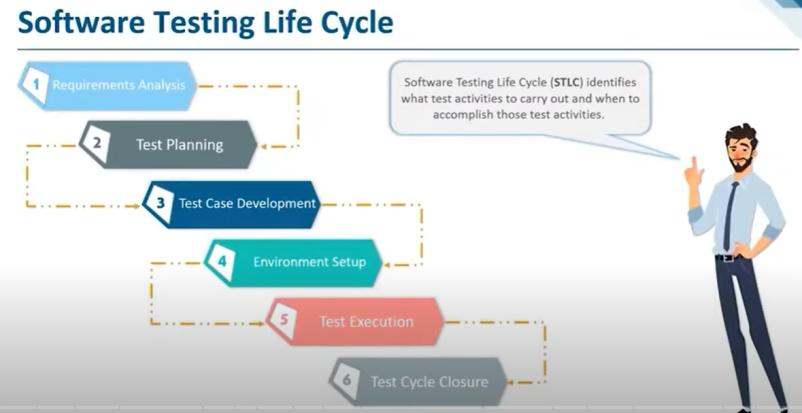 Software Testing Life Cycle
1 Requirements Analysis
Software Testing Life Cycle (STLC) identifies
what test activities to carry out and when to
accomplish those test activities.
2 Test Planning
3 Test Case Development
4 Environment Setup
5 Test Execution
6 Test Cycle Closure